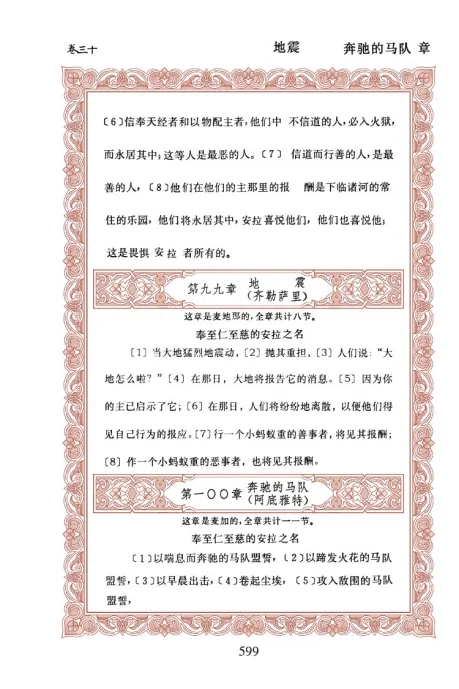 卷三十 地震 奔驰的马队 章
〔6〕信奉天经者和以物配主者,他们中 不信道的人,必入火狱,
而永居其中;这等人是最恶的人。〔7〕 信道而行善的人,是最
善的人,〔8〕他们在他们的主那里的报 酬是下临诸河的常
住的乐园,他们将永居其中,安拉喜悦他们,他们也喜悦他;
这是畏惧 安拉 者所有的。
第九九章 地 震
(齐勒萨里)
这章是麦地那的,全章共计八节。
奉至仁至慈的安拉之名
〔1〕当大地猛烈地震动,〔2〕抛其重担,〔3〕人们说:“大
地怎么啦?”〔4〕在那日,大地将报告它的消息。〔5〕因为你
的主已启示了它;〔6〕在那日,人们将纷纷地离散,以便他们得
见自己行为的报应。〔7〕行一个小蚂蚁重的善事者,将见其报酬;
〔8〕作一个小蚂蚁重的恶事者,也将见其报酬。
第一〇〇章 奔驰的马队
(阿底雅特)
这章是麦加的,全章共计一一节。
奉至仁至慈的安拉之名
〔1〕以喘息而奔驰的马队盟誓,〔2〕以蹄发火花的马队
盟誓,〔3〕以早晨出击,〔4〕卷起尘埃,〔5〕攻入敌围的马队
盟誓,
599